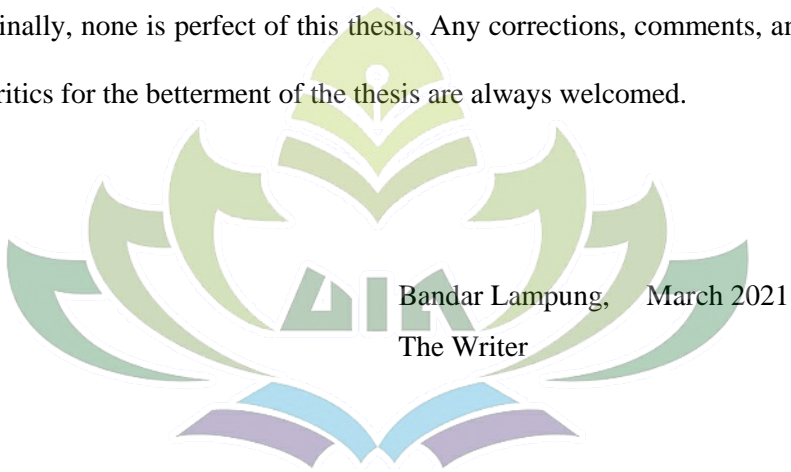 inally, none is perfect of this thesis, Any corrections, comments, an
ritics for the betterment of the thesis are always welcomed.
Bandar Lampung, March 2021
The Writer